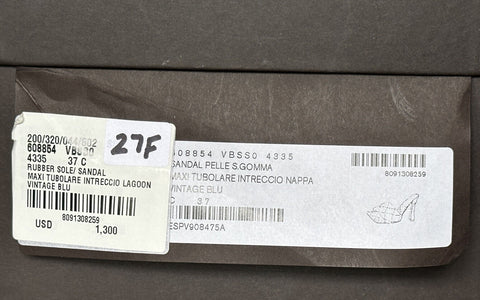 200/320/044/602
608854 VBSS0
4335 37 C
RUBBER SOLE/ SANDAL
MAXI TUBOLARE INTRECCIO LAGOON
VINTAGE BLU
8091308259
USD 1,300
27F
608854 VBSS0 4335
SANDAL PELLE S.GOMMA
MAXI TUBOLARE INTRECCIO NAPPA
VINTAGE BLU
C 37
ESPV908475A
8091308259